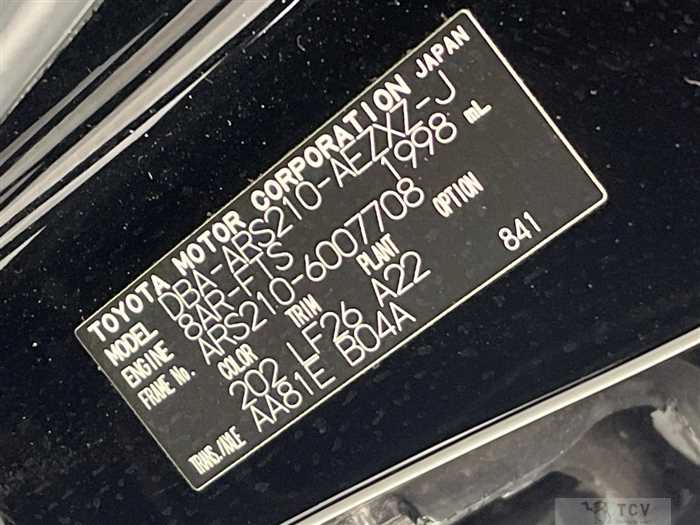 TOYOTA MOTOR CORPORATION JAPAN
MODEL DBA-ARS210-AEZXZ-J
ENGINE 8AR-FTS 1998 mL
FRAME No. ARS210-6007708
COLOR TRIM PLANT OPTION
202 LF26 A22
TRANS./AXLE AA81E B04A 841
TCV